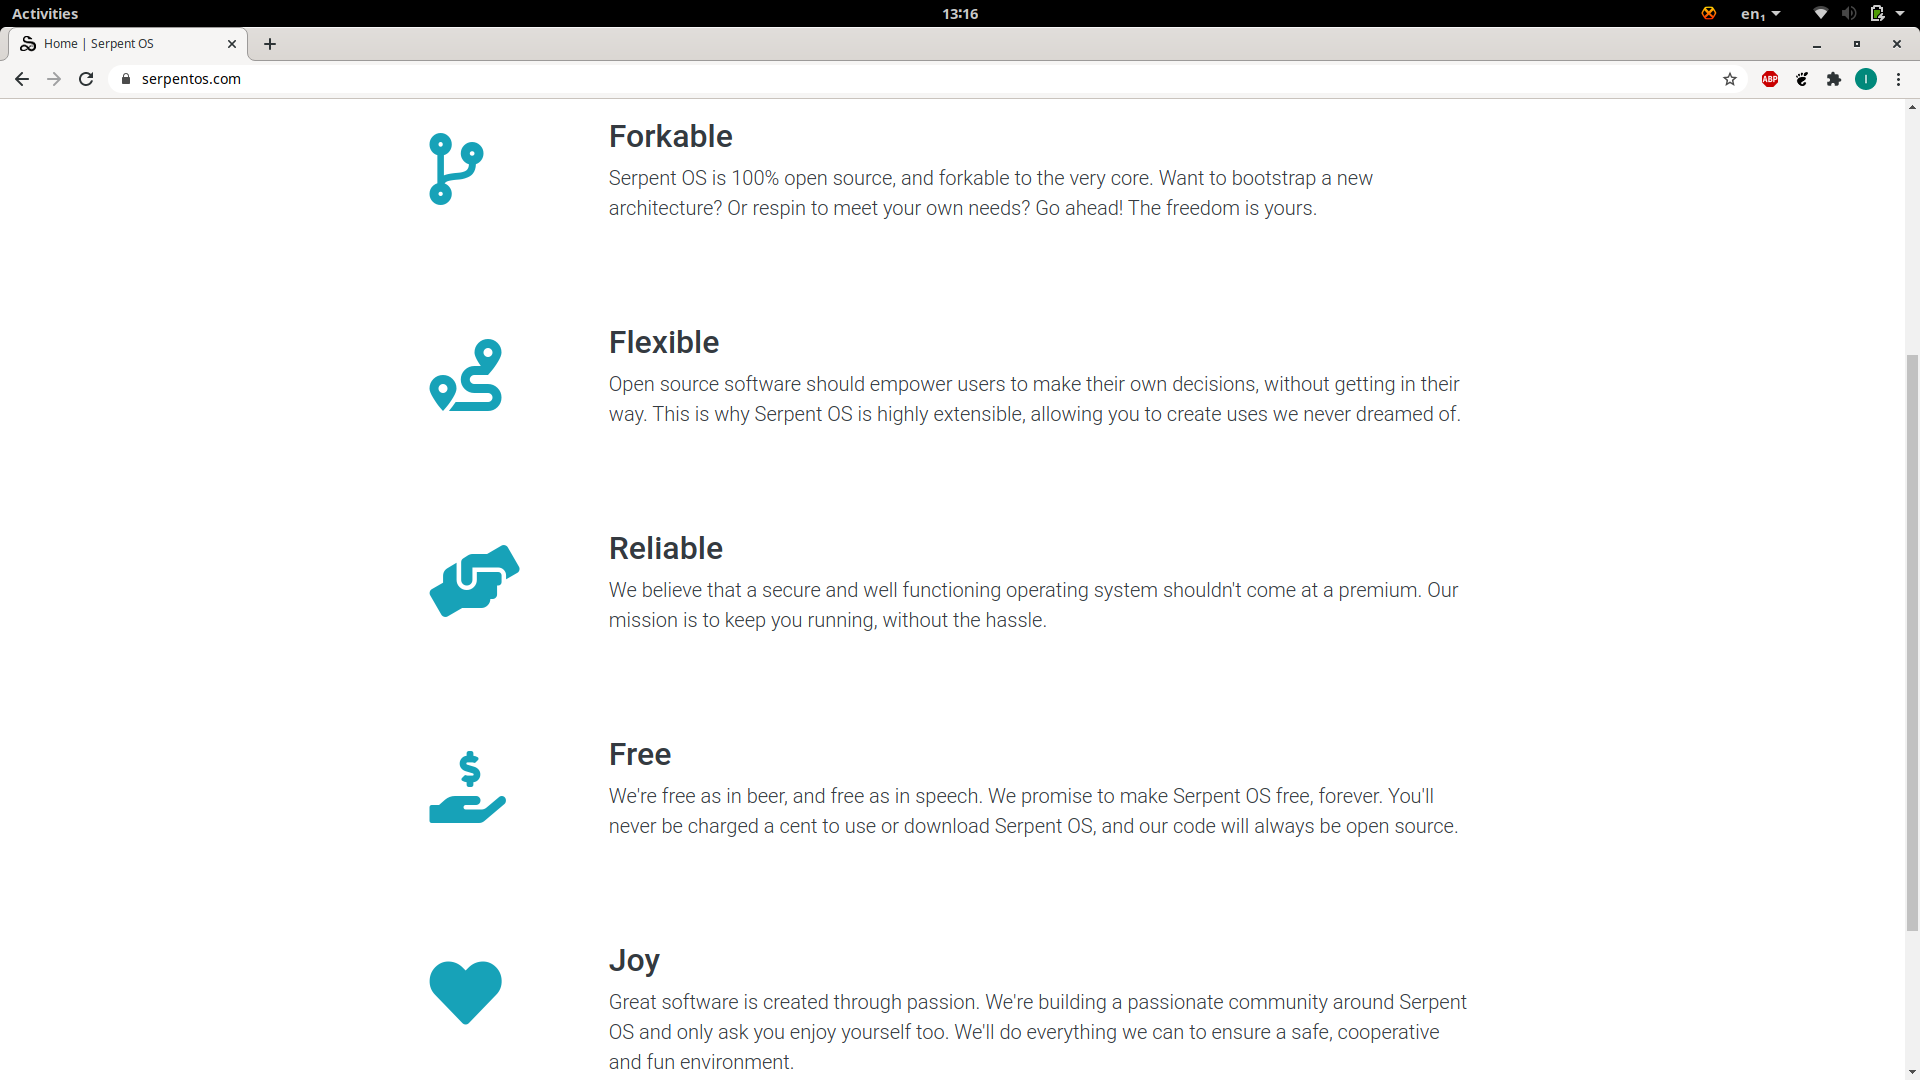 Activities
13:16
en₁
Home | Serpent OS
serpentos.com
ABP
I
Forkable
Serpent OS is 100% open source, and forkable to the very core. Want to bootstrap a new
architecture? Or respin to meet your own needs? Go ahead! The freedom is yours.
Flexible
Open source software should empower users to make their own decisions, without getting in their
way. This is why Serpent OS is highly extensible, allowing you to create uses we never dreamed of.
Reliable
We believe that a secure and well functioning operating system shouldn't come at a premium. Our
mission is to keep you running, without the hassle.
$
Free
We're free as in beer, and free as in speech. We promise to make Serpent OS free, forever. You'll
never be charged a cent to use or download Serpent OS, and our code will always be open source.
Joy
Great software is created through passion. We're building a passionate community around Serpent
OS and only ask you enjoy yourself too. We'll do everything we can to ensure a safe, cooperative
and fun environment.